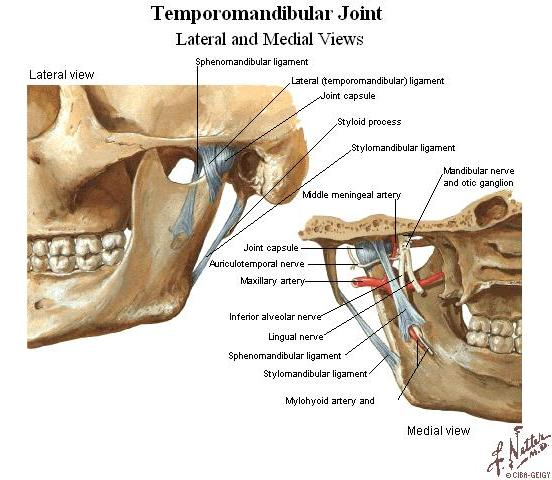 Temporomandibular Joint
Lateral and Medial Views
Sphenomandibular ligament
Lateral view
Lateral (temporomandibular) ligament
Joint capsule
Styloid process
Stylomandibular ligament
Mandibular nerve
and otic ganglion
Middle meningeal artery
Joint capsule
Auriculotemporal nerve
Maxillary artery
Inferior alveolar nerve
Lingual nerve
Sphenomandibular ligament
Stylomandibular ligament
Mylohyoid artery and
Medial view
F. Netter
M.D.
© CIBA-GEIGY